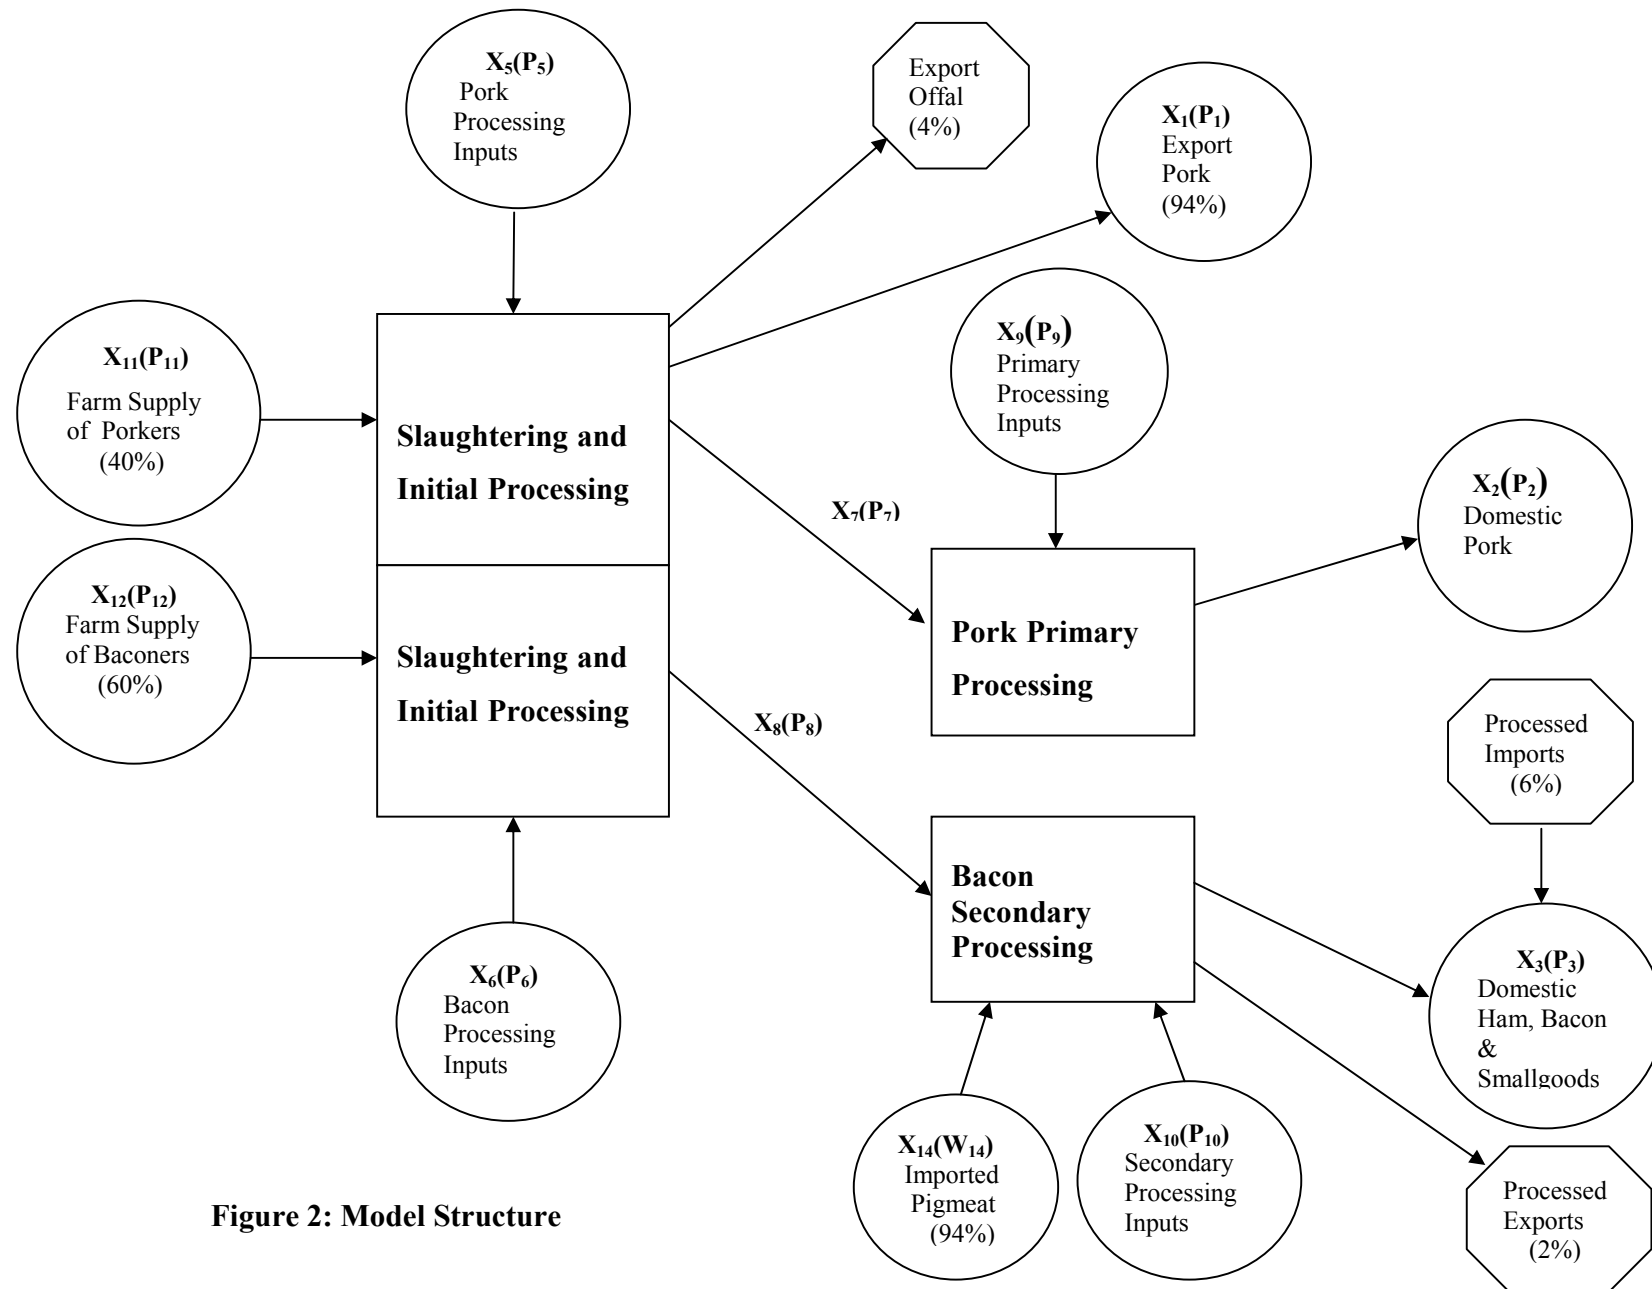 X₅(P₅)
Pork
Processing
Inputs
Export
Offal
(4%)
X₁(P₁)
Export
Pork
(94%)
X₁₁(P₁₁)
Farm Supply
of Porkers
(40%)
Slaughtering and
Initial Processing
X₉(P₉)
Primary
Processing
Inputs
X₇(P₇)
X₂(P₂)
Domestic
Pork
X₁₂(P₁₂)
Farm Supply
of Baconers
(60%)
Slaughtering and
Initial Processing
Pork Primary
Processing
X₈(P₈)
Processed
Imports
(6%)
Bacon
Secondary
Processing
X₆(P₆)
Bacon
Processing
Inputs
X₃(P₃)
Domestic
Ham, Bacon
&
Smallgoods
X₁₄(W₁₄)
Imported
Pigmeat
(94%)
X₁₀(P₁₀)
Secondary
Processing
Inputs
Processed
Exports
(2%)
Figure 2: Model Structure